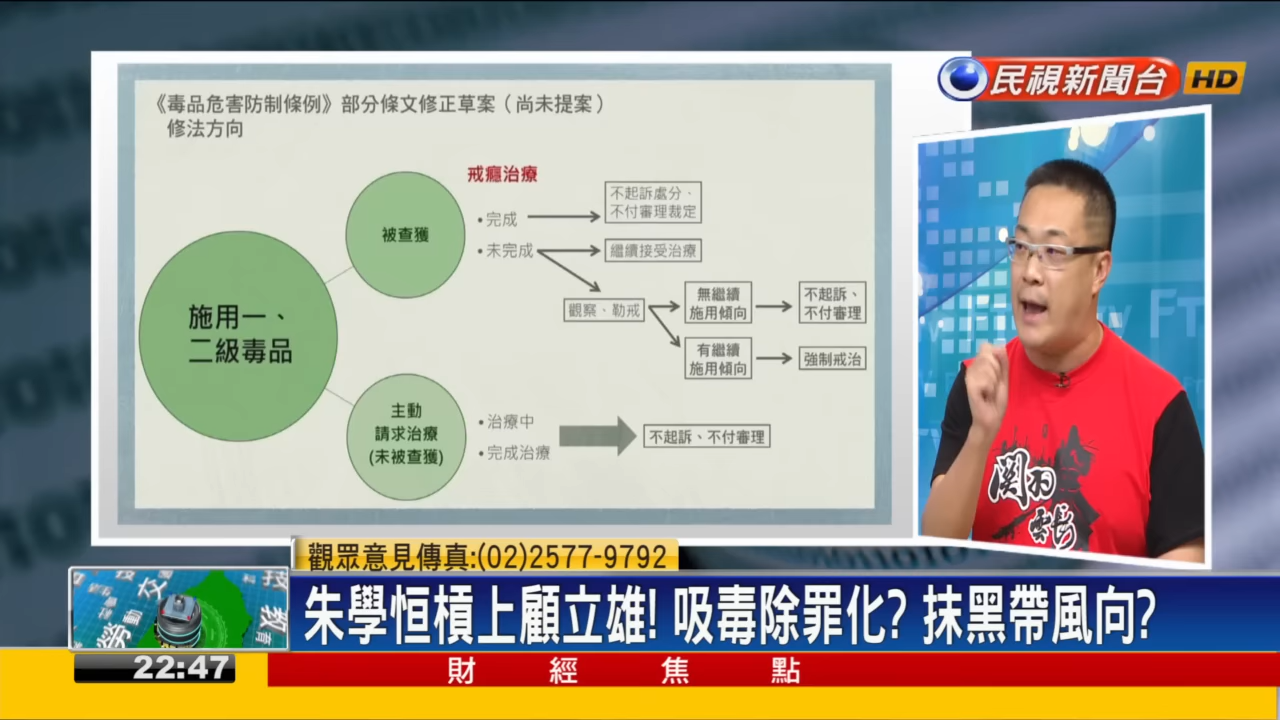 《毒品危害防制條例》部分條文修正草案（尚未提案）
修法方向
施用一、
二級毒品
被查獲
戒癮治療
•完成
不起訴處分、
不付審理裁定
•未完成
繼續接受治療
觀察、勒戒
無繼續
施用傾向
不起訴、
不付審理
有繼續
施用傾向
強制戒治
主動
請求治療
(未被查獲)
•治療中
•完成治療
不起訴、不付審理
民視新聞台
HD
FT
關羽
雲長
觀眾意見傳真:(02)2577-9792
朱學恒槓上顧立雄! 吸毒除罪化? 抹黑帶風向?
22:47
財經焦點